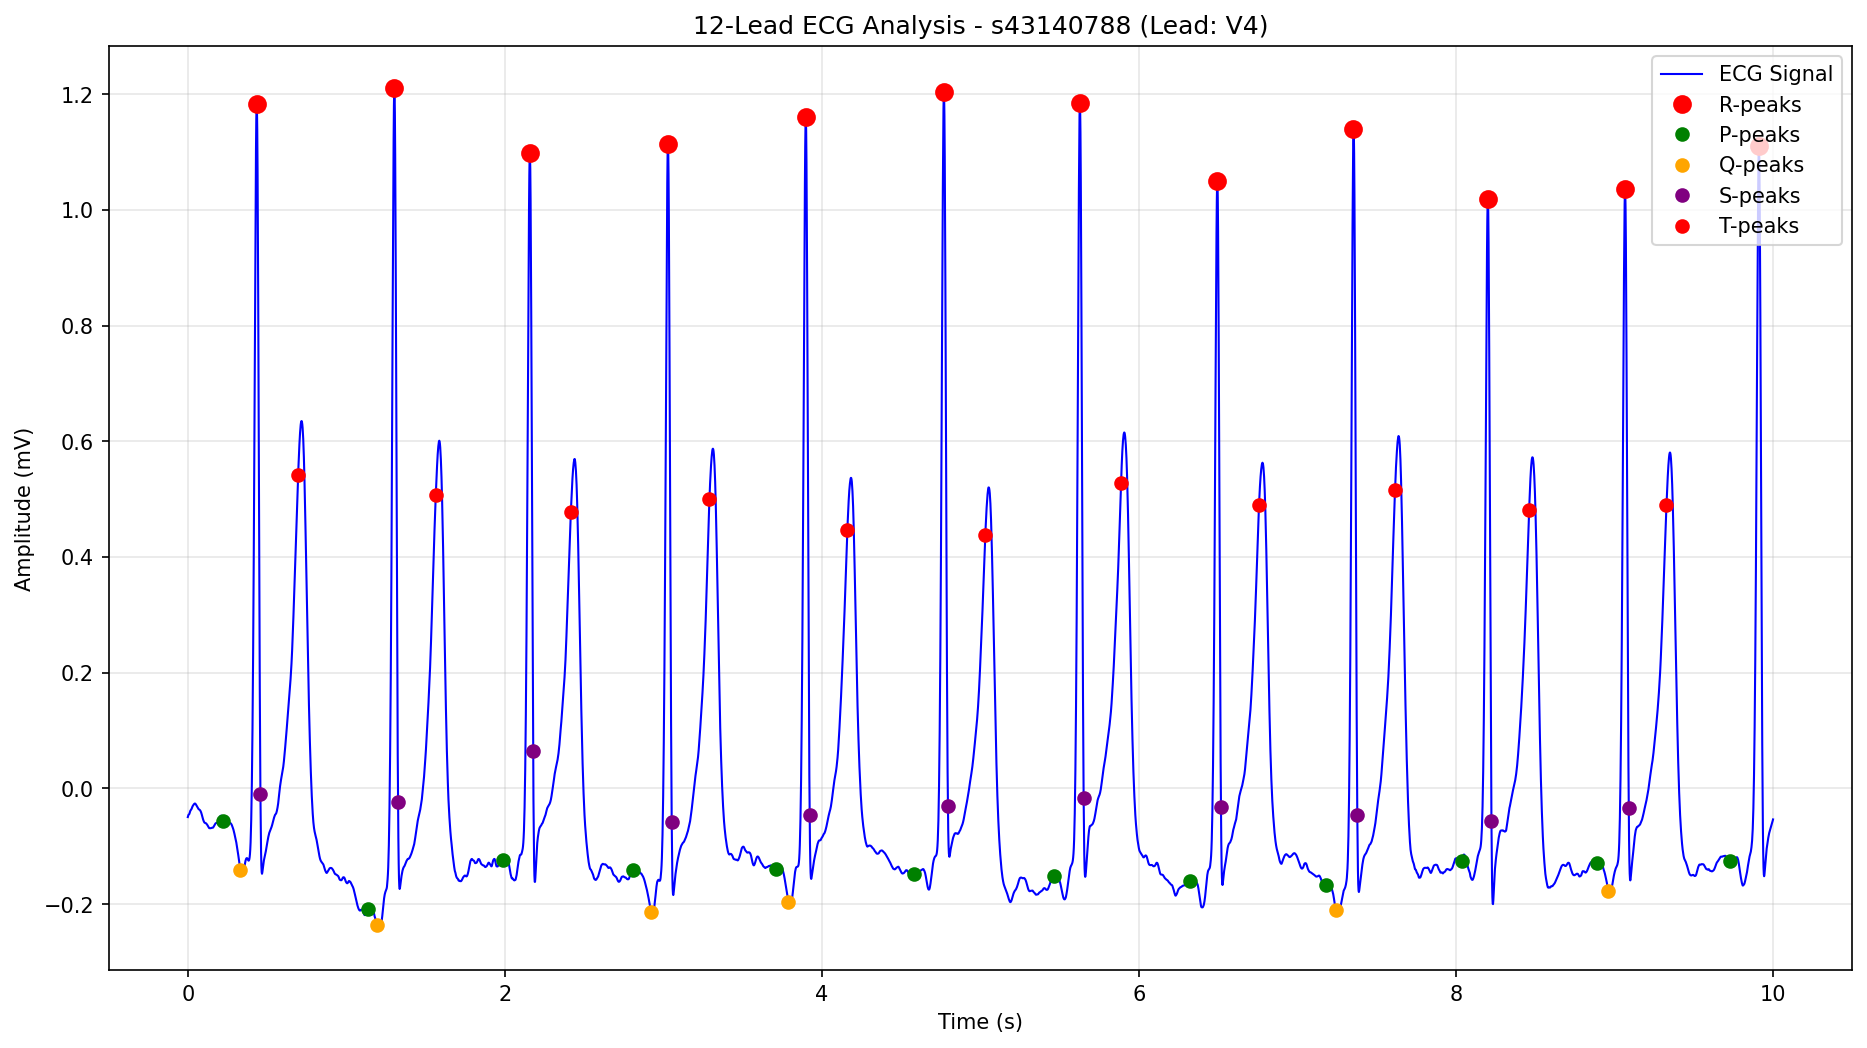 12-Lead ECG Analysis - s43140788 (Lead: V4)
ECG Signal
R-peaks
P-peaks
Q-peaks
S-peaks
T-peaks
Amplitude (mV)
1.2
1.0
0.8
0.6
0.4
0.2
0.0
−0.2
0 2 4 6 8 10
Time (s)